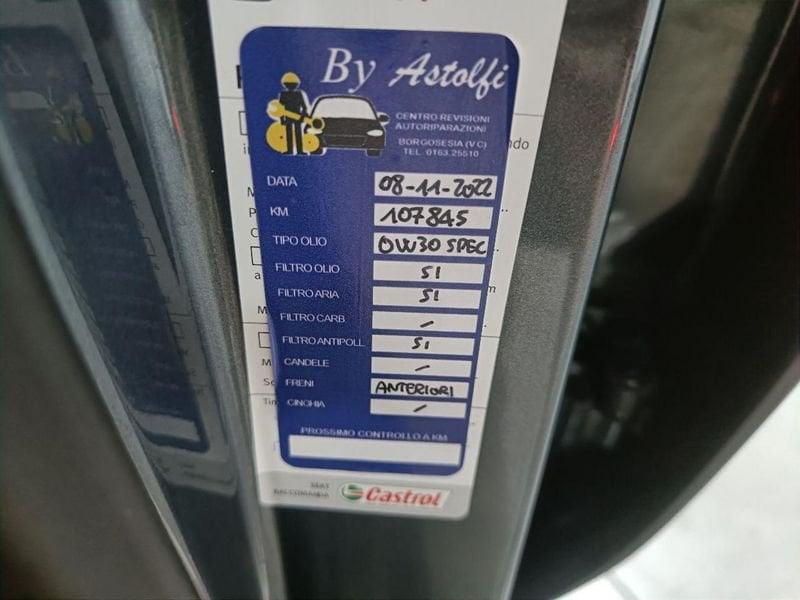 By Astolfi
CENTRO REVISIONI
AUTORIPARAZIONI
BORGOSESIA (VC)
TEL. 0163.25510
DATA 08-11-2022
KM 107845
TIPO OLIO 0W30 SPEC
FILTRO OLIO SI
FILTRO ARIA SI
FILTRO CARB. -
FILTRO ANTIPOLL. SI
CANDELE -
FRENI ANTERIORI
CINGHIA -
PROSSIMO CONTROLLO A KM
SEAT
RACCOMANDA
Castrol